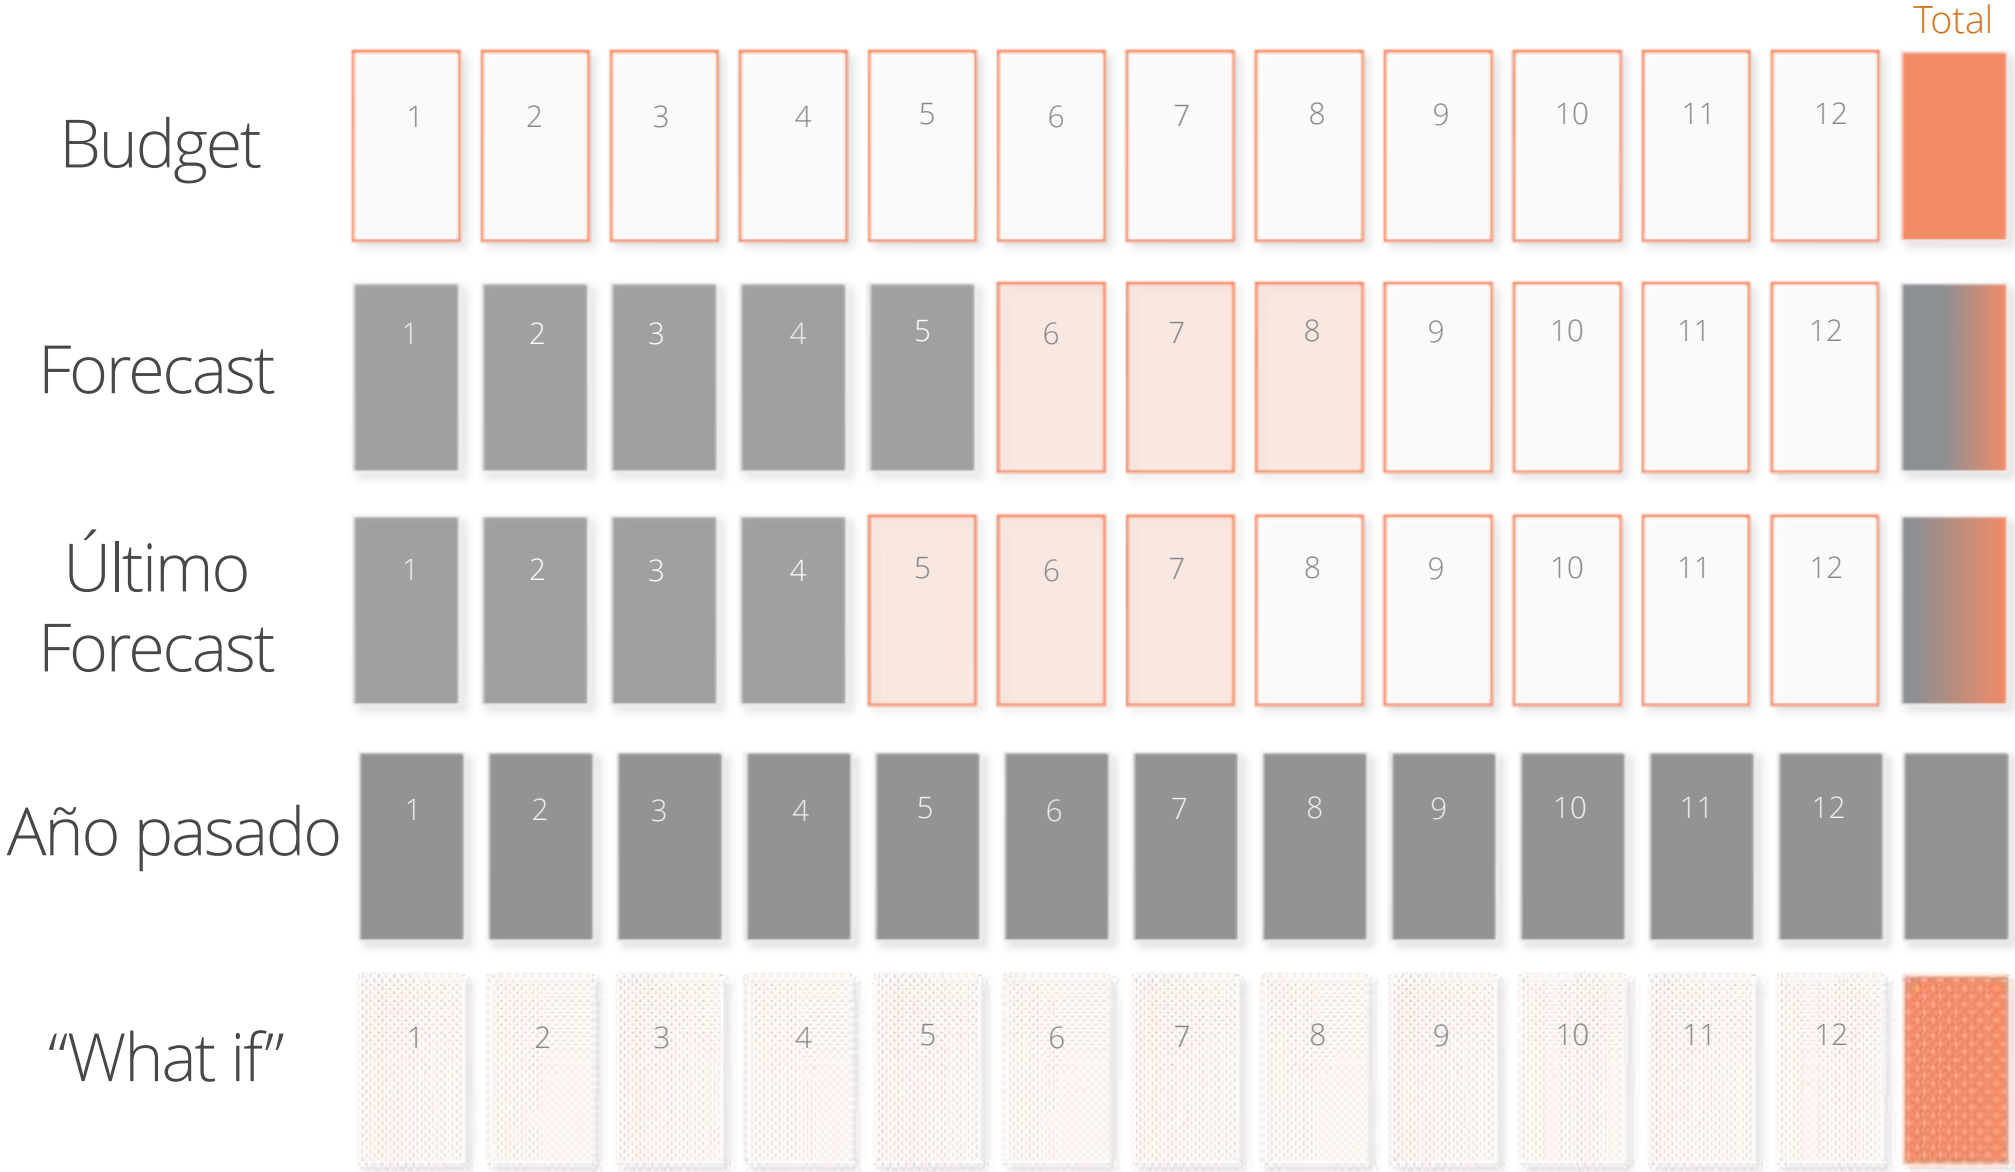 Total
Budget 1 2 3 4 5 6 7 8 9 10 11 12
Forecast 1 2 3 4 5 6 7 8 9 10 11 12
Último
Forecast 1 2 3 4 5 6 7 8 9 10 11 12
Año pasado 1 2 3 4 5 6 7 8 9 10 11 12
“What if” 1 2 3 4 5 6 7 8 9 10 11 12